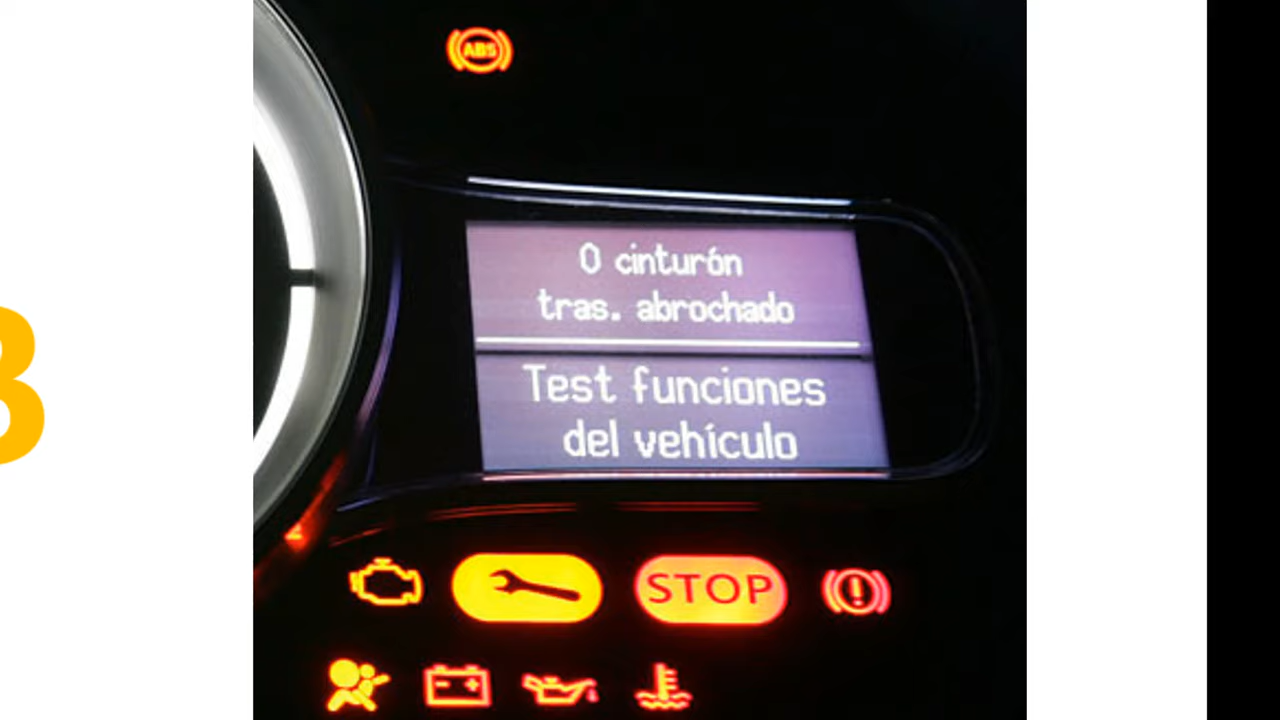 ABS
0 cinturón
tras. abrochado
Test funciones
del vehículo
STOP